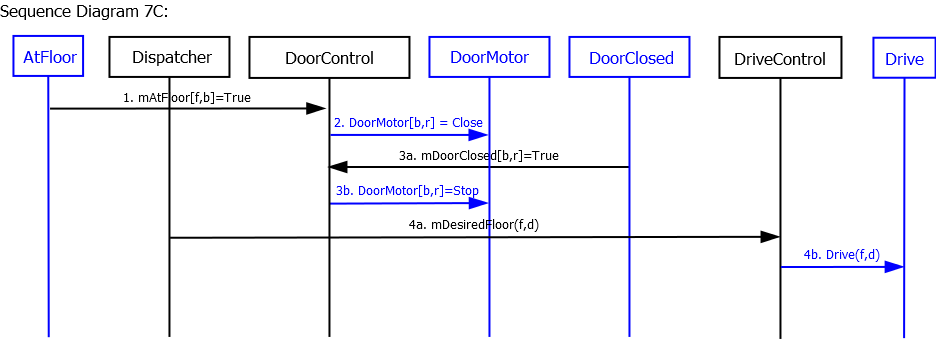 Sequence Diagram 7C:
AtFloor
Dispatcher
DoorControl
DoorMotor
DoorClosed
DriveControl
Drive
1. mAtFloor[f,b]=True
2. DoorMotor[b,r] = Close
3a. mDoorClosed[b,r]=True
3b. DoorMotor[b,r]=Stop
4a. mDesiredFloor(f,d)
4b. Drive(f,d)